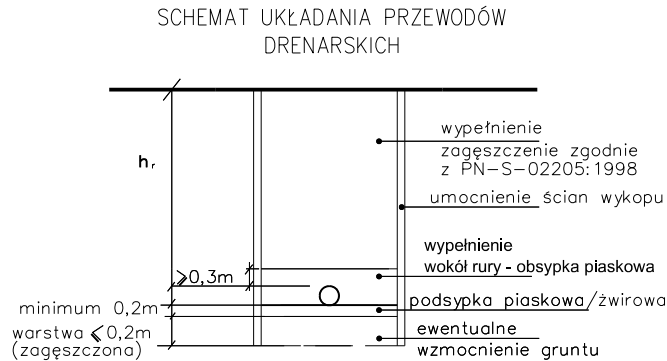 SCHEMAT UKŁADANIA PRZEWODÓW
DRENARSKICH
wypełnienie
zagęszczenie zgodnie
z PN-S-02205:1998
hr
umocnienie ścian wykopu
wypełnienie
wokół rury - obsypka piaskowa
⩾0,3m
podsypka piaskowa/żwirowa
minimum 0,2m
ewentualne
wzmocnienie gruntu
warstwa ⩽0,2m
(zagęszczona)